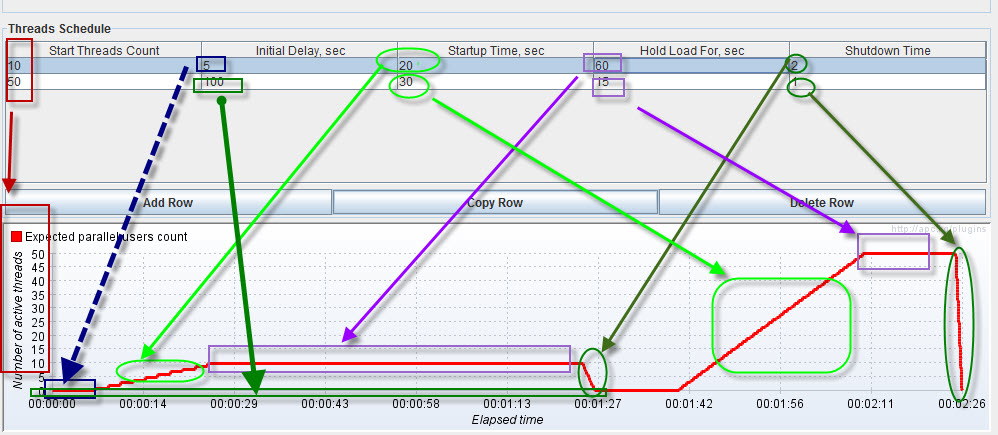 Threads Schedule
Start Threads Count Initial Delay, sec Startup Time, sec Hold Load For, sec Shutdown Time
10 5 20 60 2
50 100 30 15 1
Add Row Copy Row Delete Row
Expected parallel users count
Number of active threads
50
45
40
35
30
25
20
15
10
5
0
00:00:00 00:00:14 00:00:29 00:00:43 00:00:58 00:01:13 00:01:27 00:01:42 00:01:56 00:02:11 00:02:26
Elapsed time